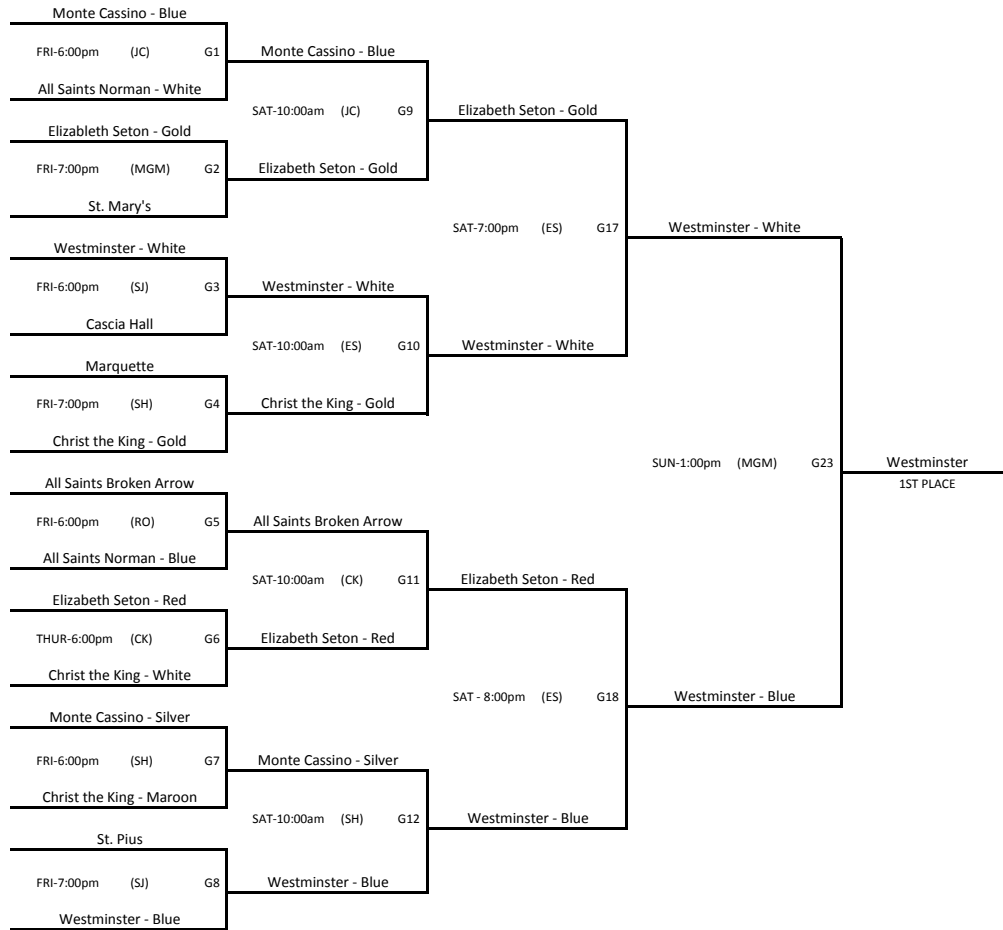 Monte Cassino - Blue
FRI-6:00pm (JC) G1 Monte Cassino - Blue
All Saints Norman - White
SAT-10:00am (JC) G9 Elizabeth Seton - Gold
Elizableth Seton - Gold
FRI-7:00pm (MGM) G2 Elizabeth Seton - Gold
St. Mary's
SAT-7:00pm (ES) G17 Westminster - White
Westminster - White
FRI-6:00pm (SJ) G3 Westminster - White
Cascia Hall
SAT-10:00am (ES) G10 Westminster - White
Marquette
FRI-7:00pm (SH) G4 Christ the King - Gold
Christ the King - Gold
SUN-1:00pm (MGM) G23 Westminster
1ST PLACE
All Saints Broken Arrow
FRI-6:00pm (RO) G5 All Saints Broken Arrow
All Saints Norman - Blue
SAT-10:00am (CK) G11 Elizabeth Seton - Red
Elizabeth Seton - Red
THUR-6:00pm (CK) G6 Elizabeth Seton - Red
Christ the King - White
SAT - 8:00pm (ES) G18 Westminster - Blue
Monte Cassino - Silver
FRI-6:00pm (SH) G7 Monte Cassino - Silver
Christ the King - Maroon
SAT-10:00am (SH) G12 Westminster - Blue
St. Pius
FRI-7:00pm (SJ) G8 Westminster - Blue
Westminster - Blue